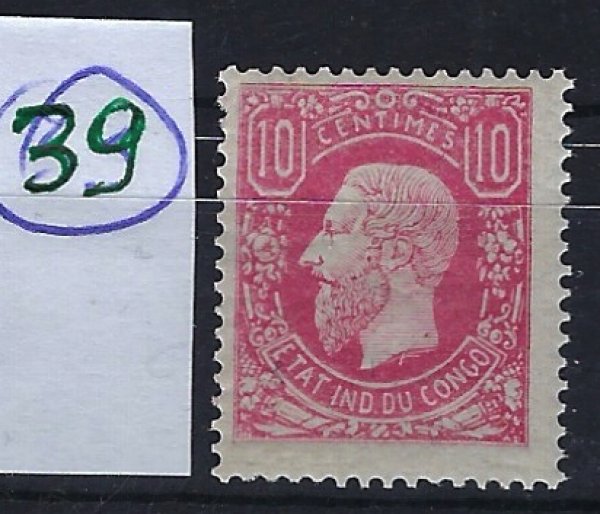 39
10 CENTIMES 10
ETAT IND DU CONGO